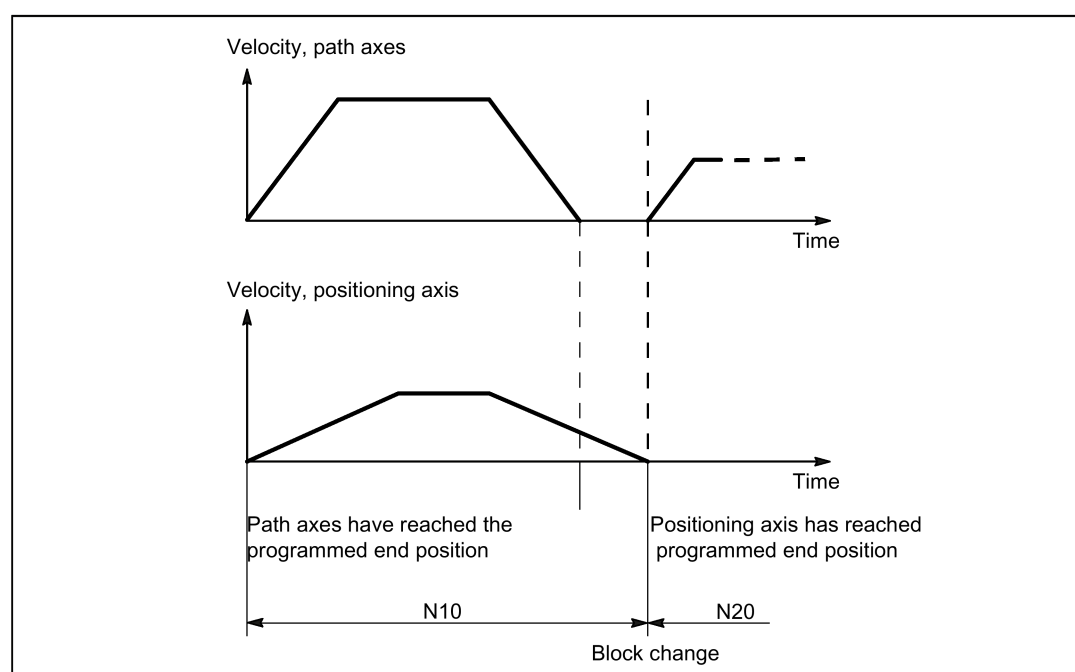 Velocity, path axes
Time
Velocity, positioning axis
Time
Path axes have reached the
programmed end position
Positioning axis has reached
programmed end position
N10
N20
Block change